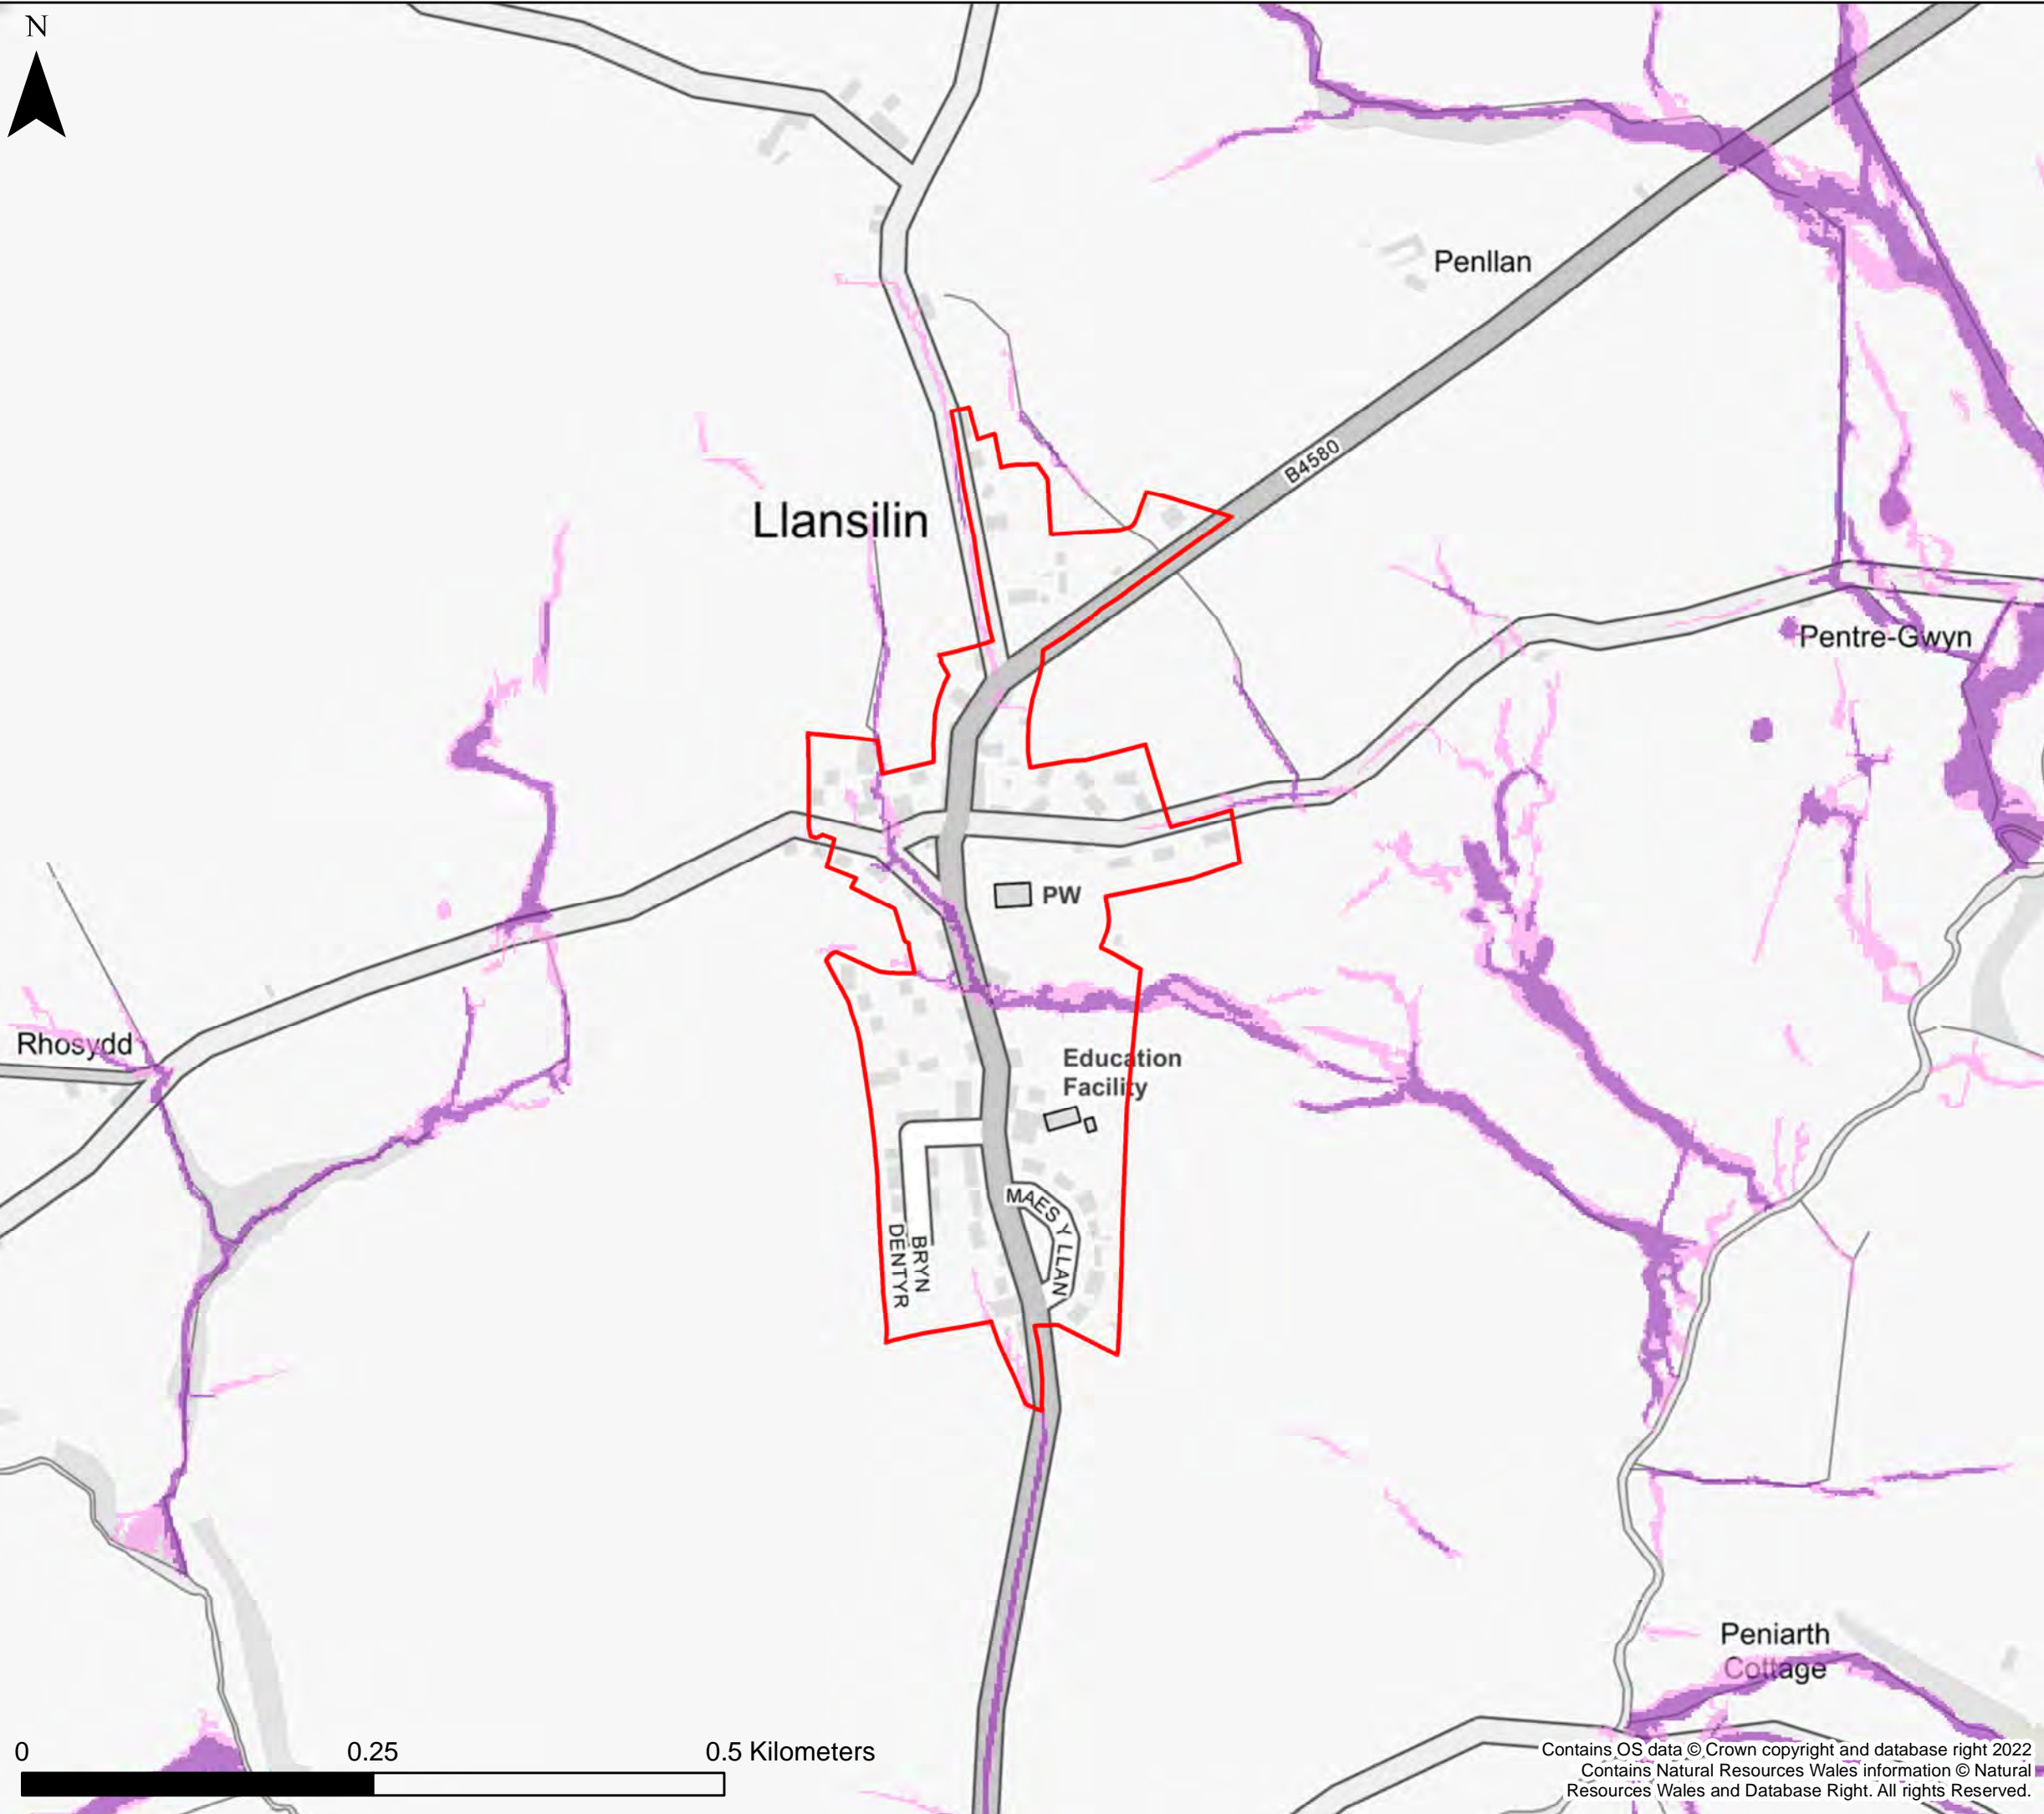 N
Penllan
B4580
Llansilin
Pentre-Gwyn
PW
Rhosydd
Education
Facility
MAES Y LLAN
BRYN
DENTYR
Peniarth
Cottage
0 0.25 0.5 Kilometers
Contains OS data © Crown copyright and database right 2022
Contains Natural Resources Wales information © Natural
Resources Wales and Database Right. All rights Reserved.